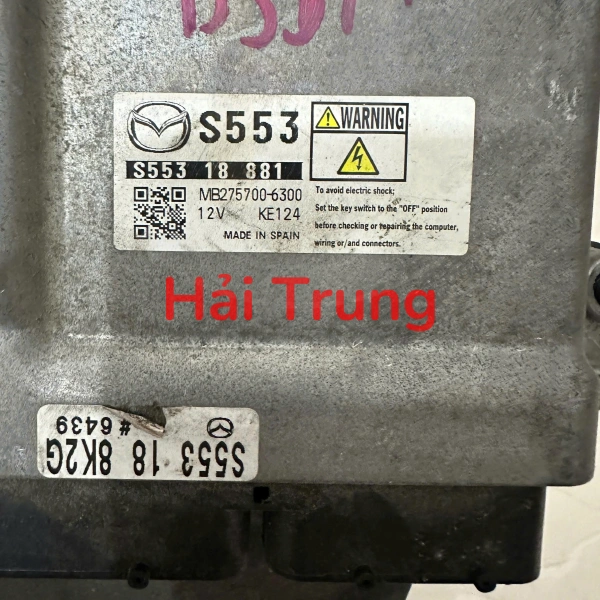 S553
S553 18 881
MB275700-6300
12V KE124
MADE IN SPAIN
WARNING
To avoid electric shock;
Set the key switch to the "OFF" position
before checking or repairing the computer,
wiring or/and connectors.
Hải Trung
S553 18 8K2G
# 6439